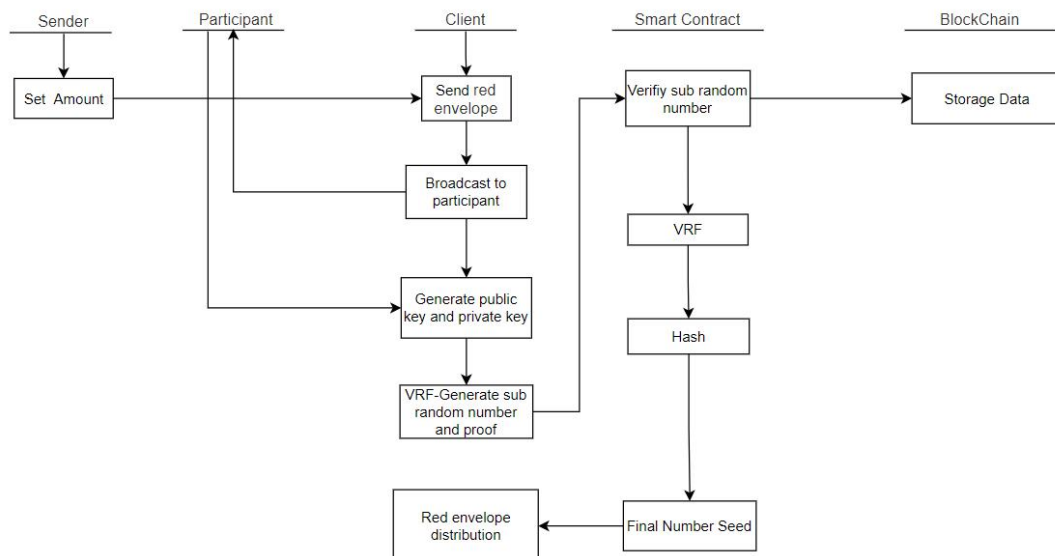 Sender
Participant
Client
Smart Contract
BlockChain
Set Amount
Send red
envelope
Verifiy sub random
number
Storage Data
Broadcast to
participant
VRF
Generate public
key and private key
Hash
VRF-Generate sub
random number
and proof
Red envelope
distribution
Final Number Seed